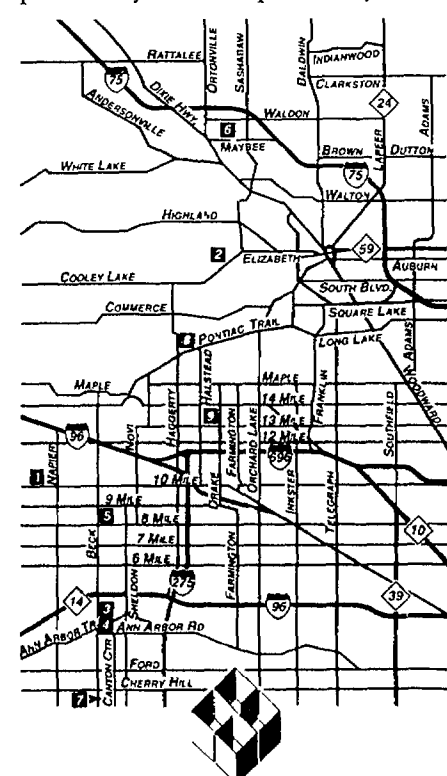 RATTALEE
ORTONVILLE
SASHABAW
BALDWIN
INDIANWOOD
75
DIXIE HWY.
CLARKSTON
ANDERSONVILLE
24
ADAMS
WALDON
LAPEER
6
MAYBEE
BROWN
DUTTON
WHITE LAKE
75
WALTON
HIGHLAND
2
ELIZABETH
59
AUBURN
COOLEY LAKE
SOUTH BLVD.
COMMERCE
SQUARE LAKE
8
PONTIAC TRAIL
LONG LAKE
ADAMS
WOODWARD
MAPLE
HALSTEAD
MAPLE
FRANKLIN
14 MILE
HAGGERTY
FARMINGTON
ORCHARD LAKE
13 MILE
SOUTHFIELD
96
NOVI
12 MILE
696
1
NAPIER
10 MILE
DRAKE
INKSTER
TELEGRAPH
9 MILE
5
8 MILE
10
BECK
7 MILE
6 MILE
FARMINGTON
275
14
SHELDON
96
39
3
4
ANN ARBOR TR.
ANN ARBOR RD
CANTON CTR
FORD
CHERRY HILL
7